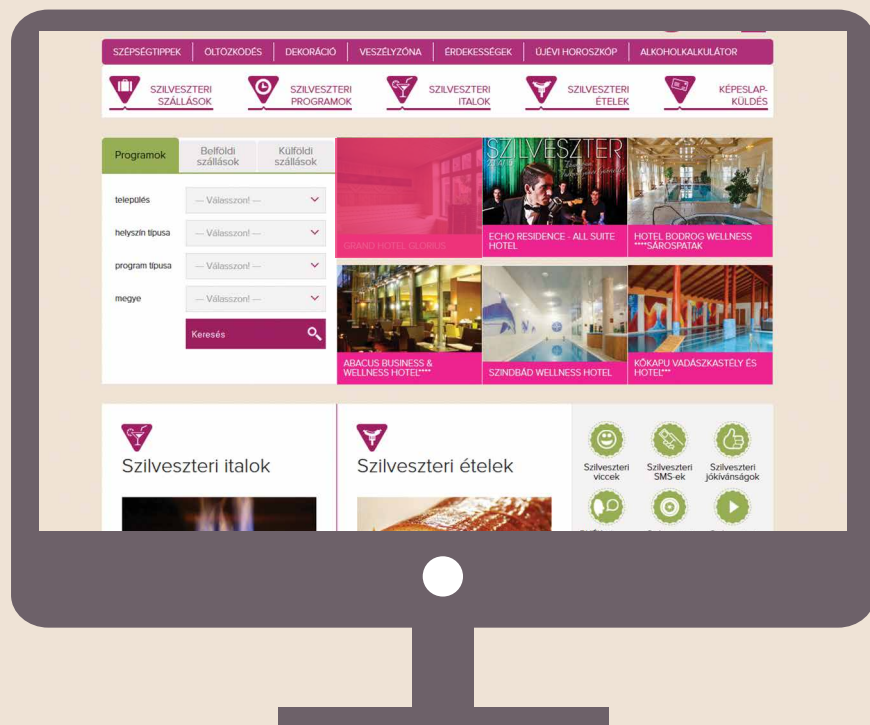 SZÉPSÉGTIPPEK ÖLTÖZKÖDÉS DEKORÁCIÓ VESZÉLYZÓNA ÉRDEKESSÉGEK ÚJÉVI HOROSZKÓP ALKOHOLKALKULÁTOR
SZILVESZTERI
SZÁLLÁSOK
SZILVESZTERI
PROGRAMOK
SZILVESZTERI
ITALOK
SZILVESZTERI
ÉTELEK
KÉPESLAP-
KÜLDÉS
Programok
Belföldi
szállások
Külföldi
szállások
település
--- Válasszon! ---
helyszín típusa
--- Válasszon! ---
program típusa
--- Válasszon! ---
megye
--- Válasszon! ---
Keresés
GRAND HOTEL GLORIUS
SZILVESZTER
ECHO RESIDENCE - ALL SUITE
HOTEL
HOTEL BODROG WELLNESS
****SÁROSPATAK
ABACUS BUSINESS &
WELLNESS HOTEL****
SZINDBÁD WELLNESS HOTEL
KŐKAPU VADÁSZKASTÉLY ÉS
HOTEL***
Szilveszteri italok
Szilveszteri ételek
Szilveszteri
viccek
Szilveszteri
SMS-ek
Szilveszteri
jókívánságok